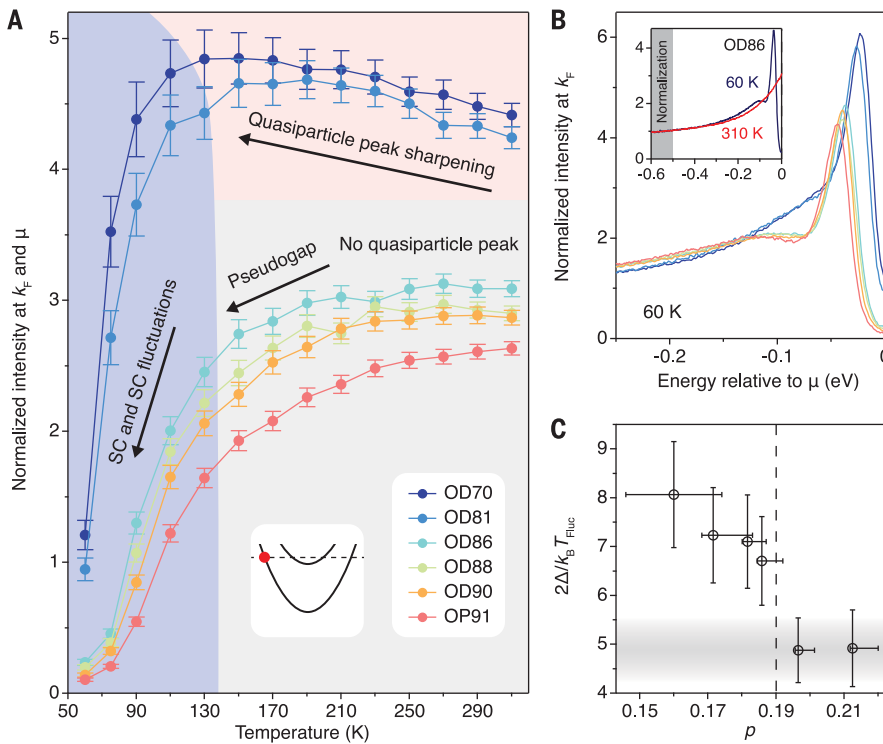 A
Normalized intensity at kF and μ
5
4
3
2
1
0
50
90
130
170
210
250
290
Temperature (K)
Quasiparticle peak sharpening
No quasiparticle peak
Pseudogap
SC and SC fluctuations
OD70
OD81
OD86
OD88
OD90
OP91
B
Normalized intensity at kF
6
4
2
0
-0.2
-0.1
0
Energy relative to μ (eV)
60 K
Normalization
OD86
60 K
310 K
4
2
0
-0.6
-0.4
-0.2
0
C
2Δ/kB TFluc
9
8
7
6
5
4
0.15
0.17
0.19
0.21
p